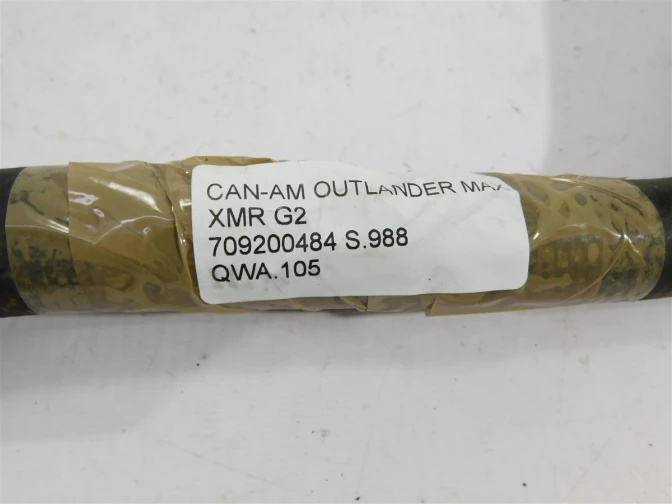 CAN-AM OUTLANDER MAX
XMR G2
709200484 S.988
QWA.105